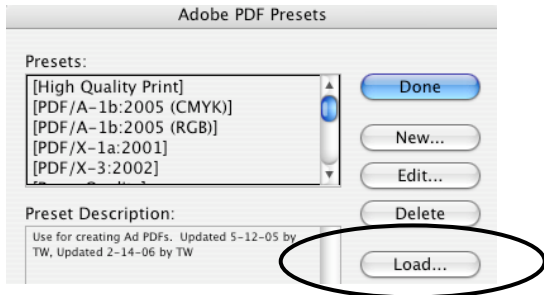 Adobe PDF Presets
Presets:
[High Quality Print]
[PDF/A-1b:2005 (CMYK)]
[PDF/A-1b:2005 (RGB)]
[PDF/X-1a:2001]
[PDF/X-3:2002]
Done
New...
Edit...
Delete
Load...
Preset Description:
Use for creating Ad PDFs. Updated 5-12-05 by
TW, Updated 2-14-06 by TW